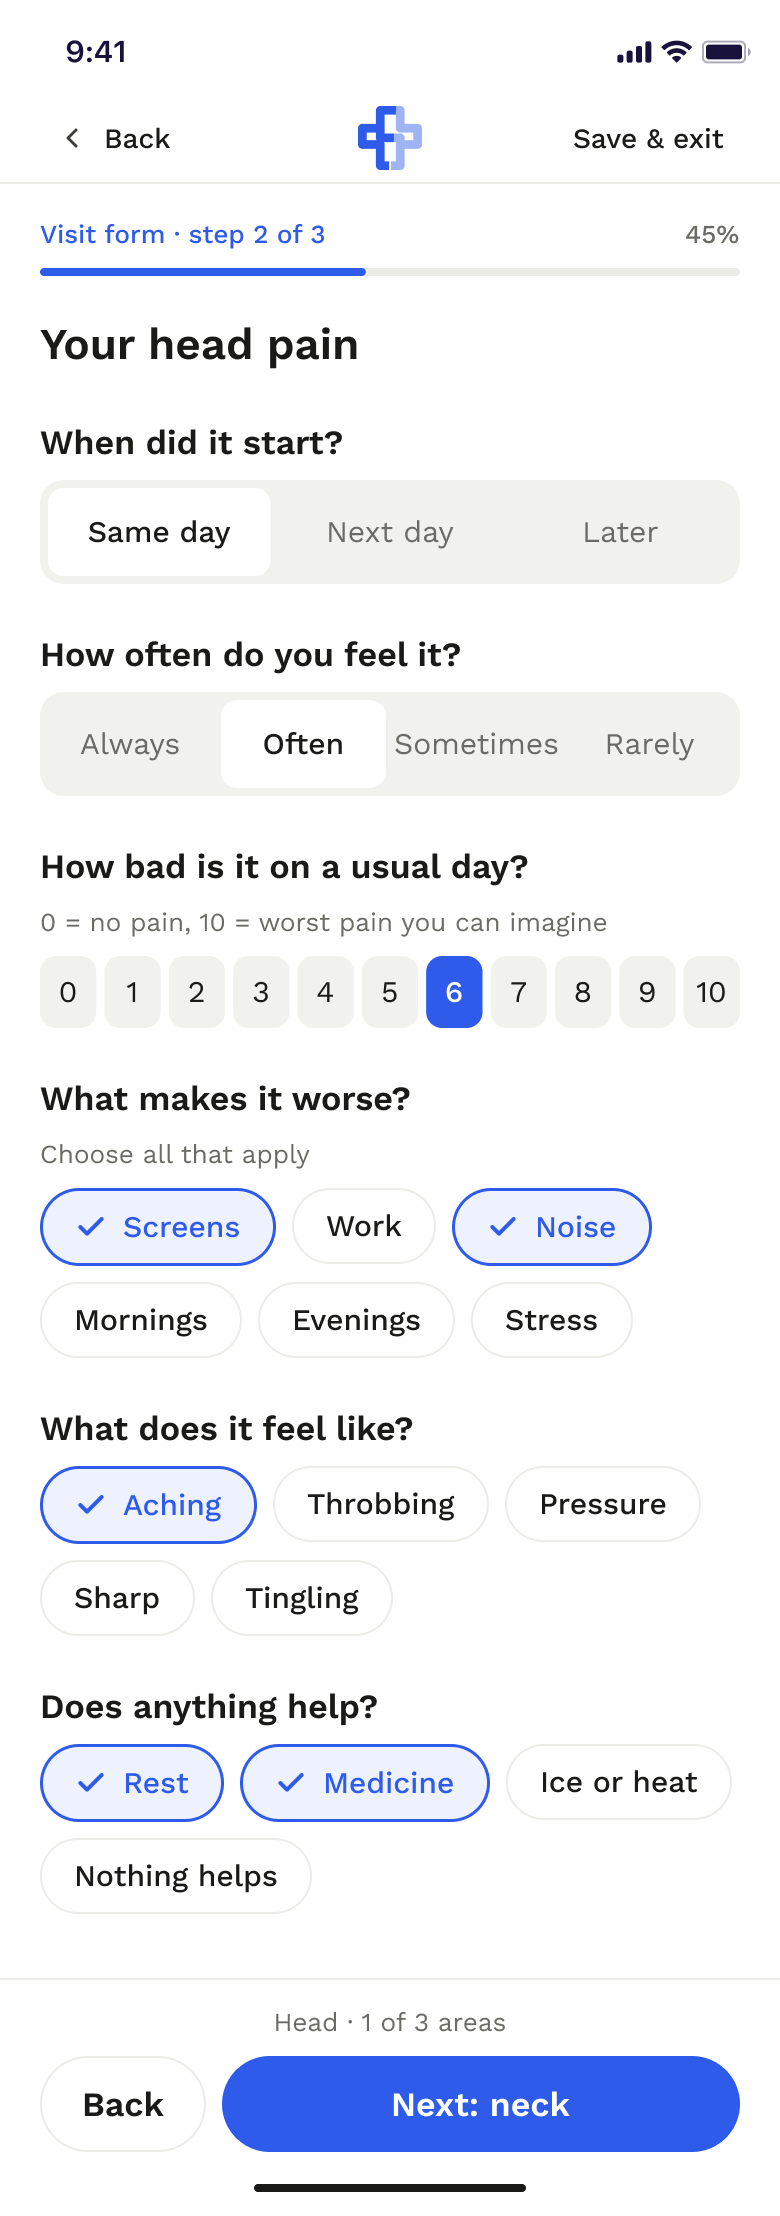 9:41
Back
Save & exit
Visit form · step 2 of 3
45%
Your head pain
When did it start?
Same day Next day Later
How often do you feel it?
Always Often Sometimes Rarely
How bad is it on a usual day?
0 = no pain, 10 = worst pain you can imagine
0 1 2 3 4 5 6 7 8 9 10
What makes it worse?
Choose all that apply
Screens Work Noise
Mornings Evenings Stress
What does it feel like?
Aching Throbbing Pressure
Sharp Tingling
Does anything help?
Rest Medicine Ice or heat
Nothing helps
Head · 1 of 3 areas
Back Next: neck